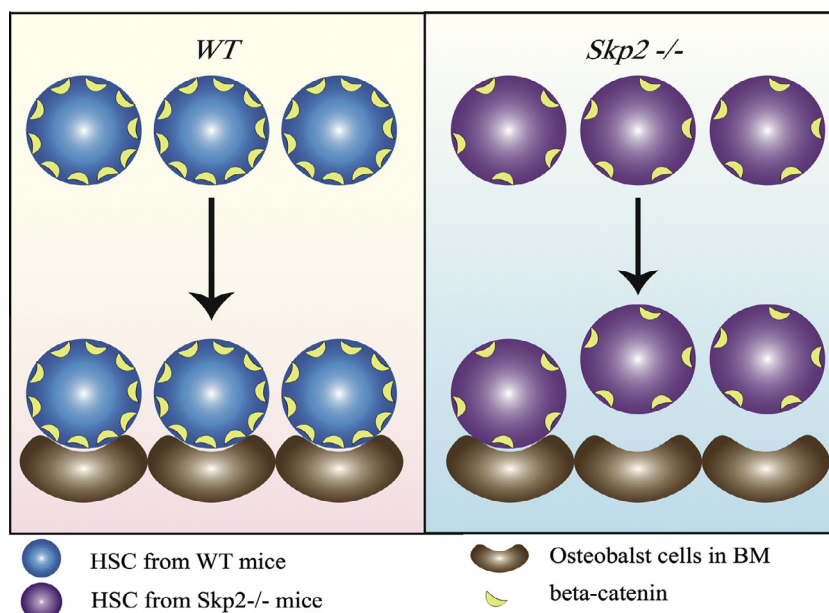 WT
Skp2 -/-
HSC from WT mice
HSC from Skp2-/- mice
Osteobalst cells in BM
beta-catenin